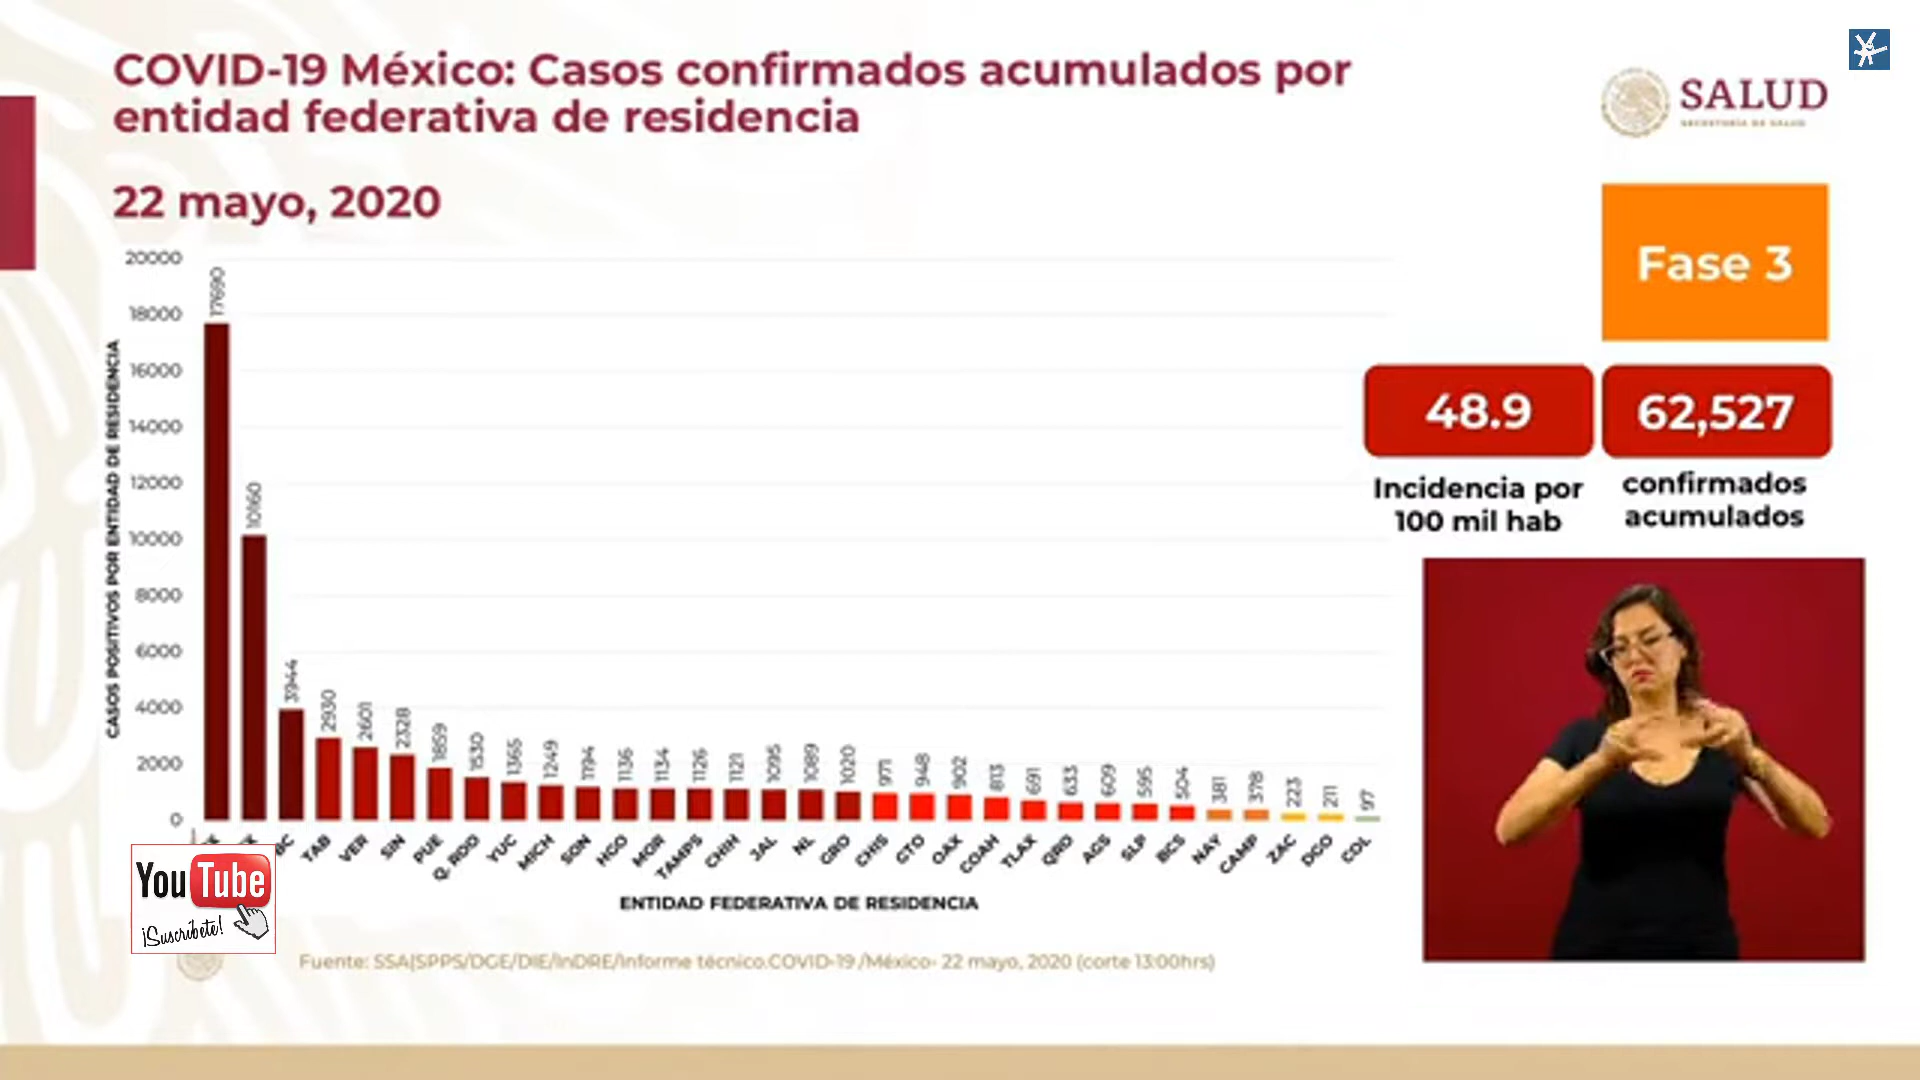 COVID-19 México: Casos confirmados acumulados por
entidad federativa de residencia
SALUD
SECRETARÍA DE SALUD
22 mayo, 2020
Fase 3
48.9
62,527
Incidencia por
100 mil hab
confirmados
acumulados
CASOS POSITIVOS POR ENTIDAD DE RESIDENCIA
20000
18000
16000
14000
12000
10000
8000
6000
4000
2000
0
17690
10160
3944
2930
2601
2328
1859
1530
1365
1249
1194
1136
1134
1126
1121
1095
1089
1020
971
948
902
813
691
633
609
595
504
381
378
223
211
97
BC
TAB
VER
SIN
PUE
Q. ROO
YUC
MICH
SON
HGO
MOR
TAMPS
CHIH
JAL
NL
GRO
CHIS
GTO
OAX
COAH
TLAX
QRO
AGS
SLP
BCS
NAY
CAMP
ZAC
DGO
COL
ENTIDAD FEDERATIVA DE RESIDENCIA
YouTube
¡Suscríbete!
Fuente: SSA(SPPS/DGE/DIE/InDRE/Informe técnico.COVID-19 /México- 22 mayo, 2020 (corte 13:00hrs)